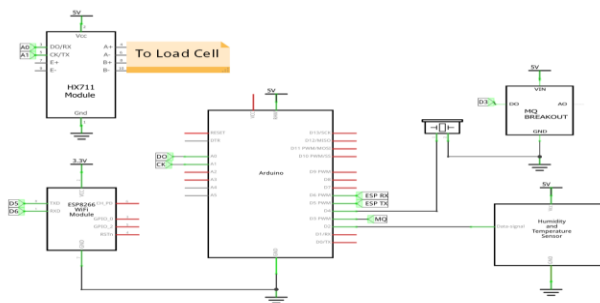 5V
Vcc
A0
A1
DO/RX
CK/TX
E+
E-
A+
A-
B+
B-
To Load Cell
HX711
Module
Gnd
3.3V
D5
D6
TXD
RXD
CH_PD
GPIO_0
GPIO_2
ESP8266
WiFi
Module
5V
RESET
D13/SCK
D12/MISO
D11 PWM/MOSI
D10 PWM/SS
DO
CK
A0
A1
A2
A3
A4
A5
Arduino
D9 PWM
D8
D7
D6 PWM
D5 PWM
D4
D3 PWM
D2
D1/TX
D0/RX
ESP RX
ESP TX
MQ
5V
VIN
D3
DO
AO
MQ
BREAKOUT
GND
5V
Data signal
Humidity
and
Temperature
Sensor